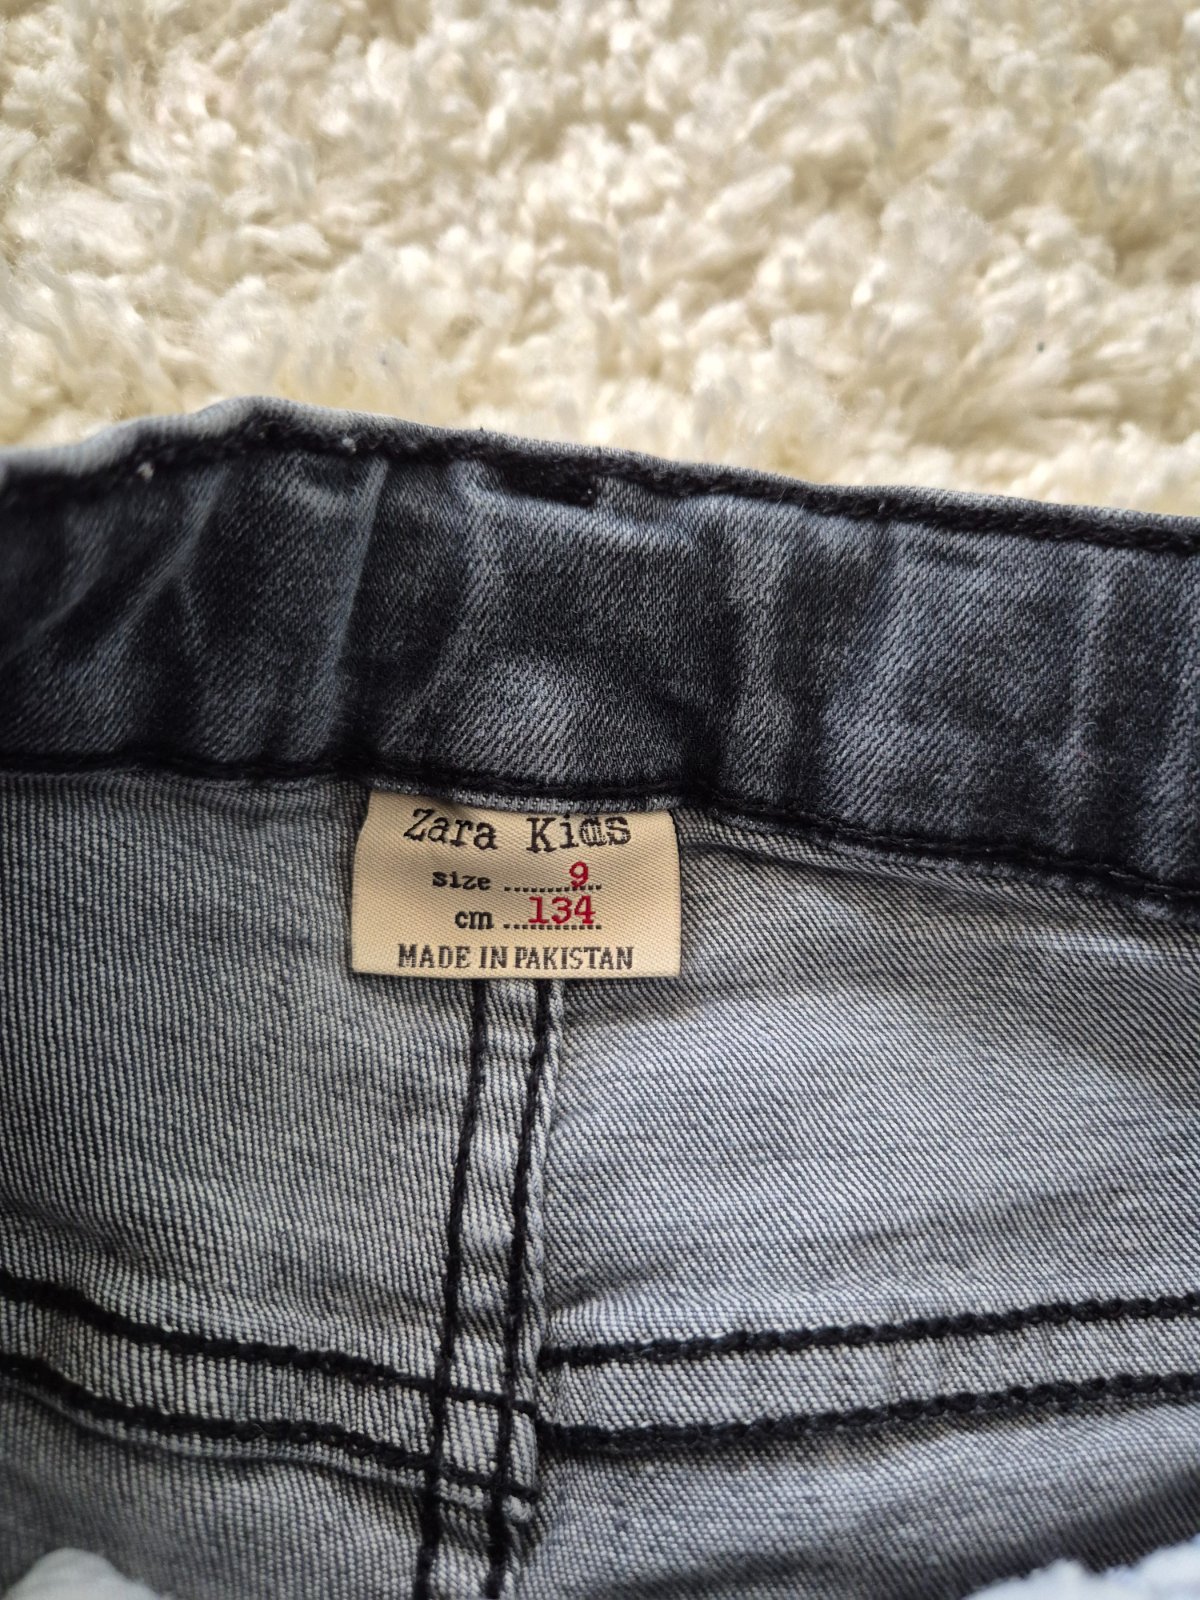 Zara Kids
size ............ 9
cm ............ 134
MADE IN PAKISTAN